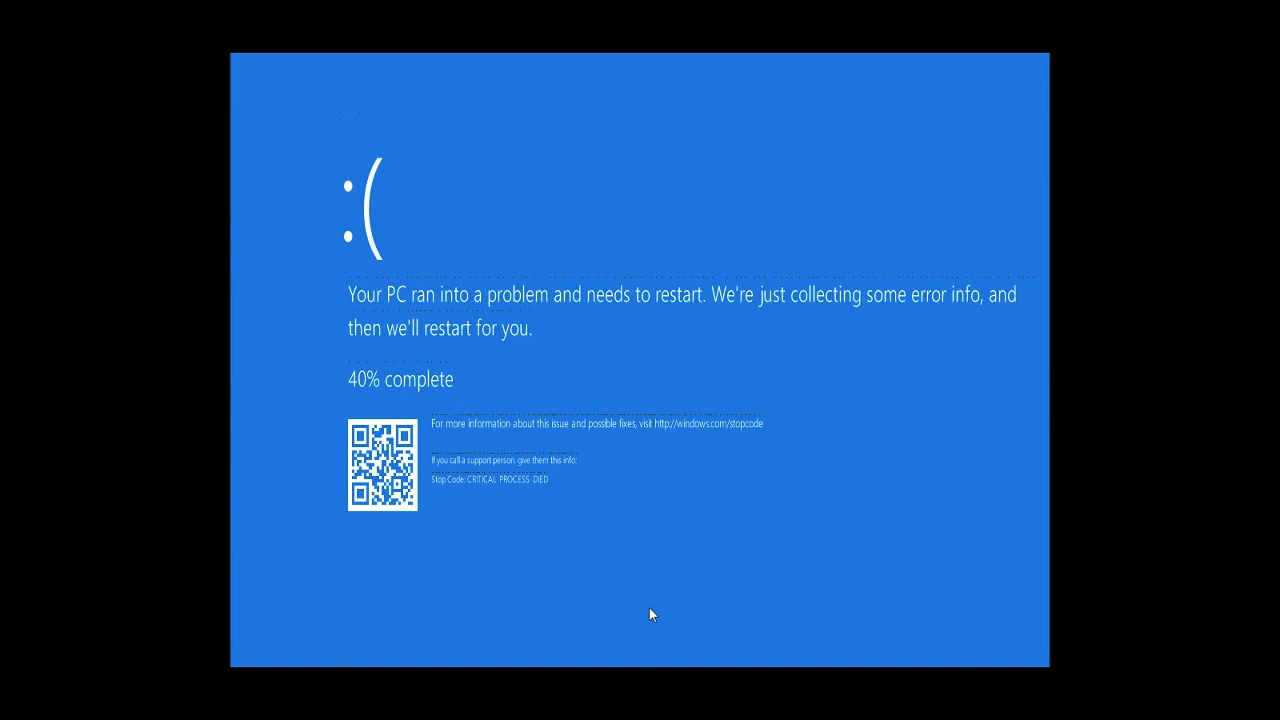 :(
Your PC ran into a problem and needs to restart. We're just collecting some error info, and
then we'll restart for you.
40% complete
For more information about this issue and possible fixes, visit http://windows.com/stopcode
If you call a support person, give them this info:
Stop Code: CRITICAL PROCESS DIED